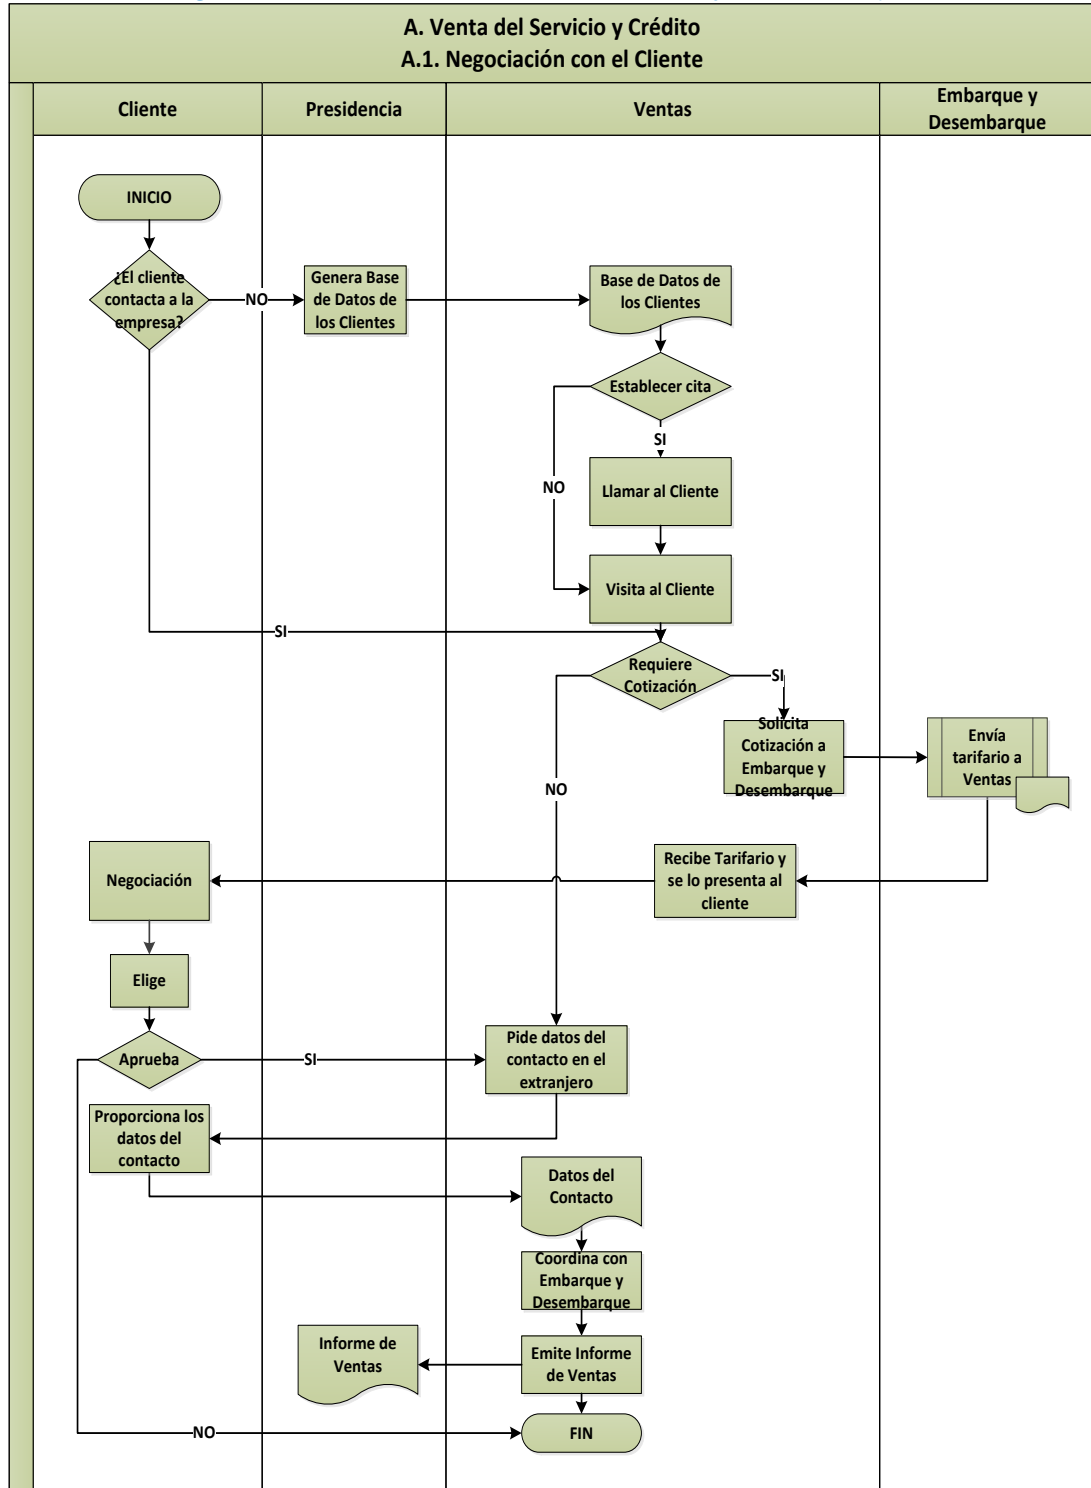 A. Venta del Servicio y Crédito
A.1. Negociación con el Cliente
Cliente
Presidencia
Ventas
Embarque y
Desembarque
INICIO
¿El cliente
contacta a la
empresa?
NO
Genera Base
de Datos de
los Clientes
Base de Datos de
los Clientes
Establecer cita
SI
NO
Llamar al Cliente
Visita al Cliente
SI
Requiere
Cotización
SI
Solicita
Cotización a
Embarque y
Desembarque
Envía
tarifario a
Ventas
NO
Negociación
Recibe Tarifario y
se lo presenta al
cliente
Elige
Aprueba
SI
Pide datos del
contacto en el
extranjero
Proporciona los
datos del
contacto
Datos del
Contacto
Coordina con
Embarque y
Desembarque
Informe de
Ventas
Emite Informe
de Ventas
NO
FIN